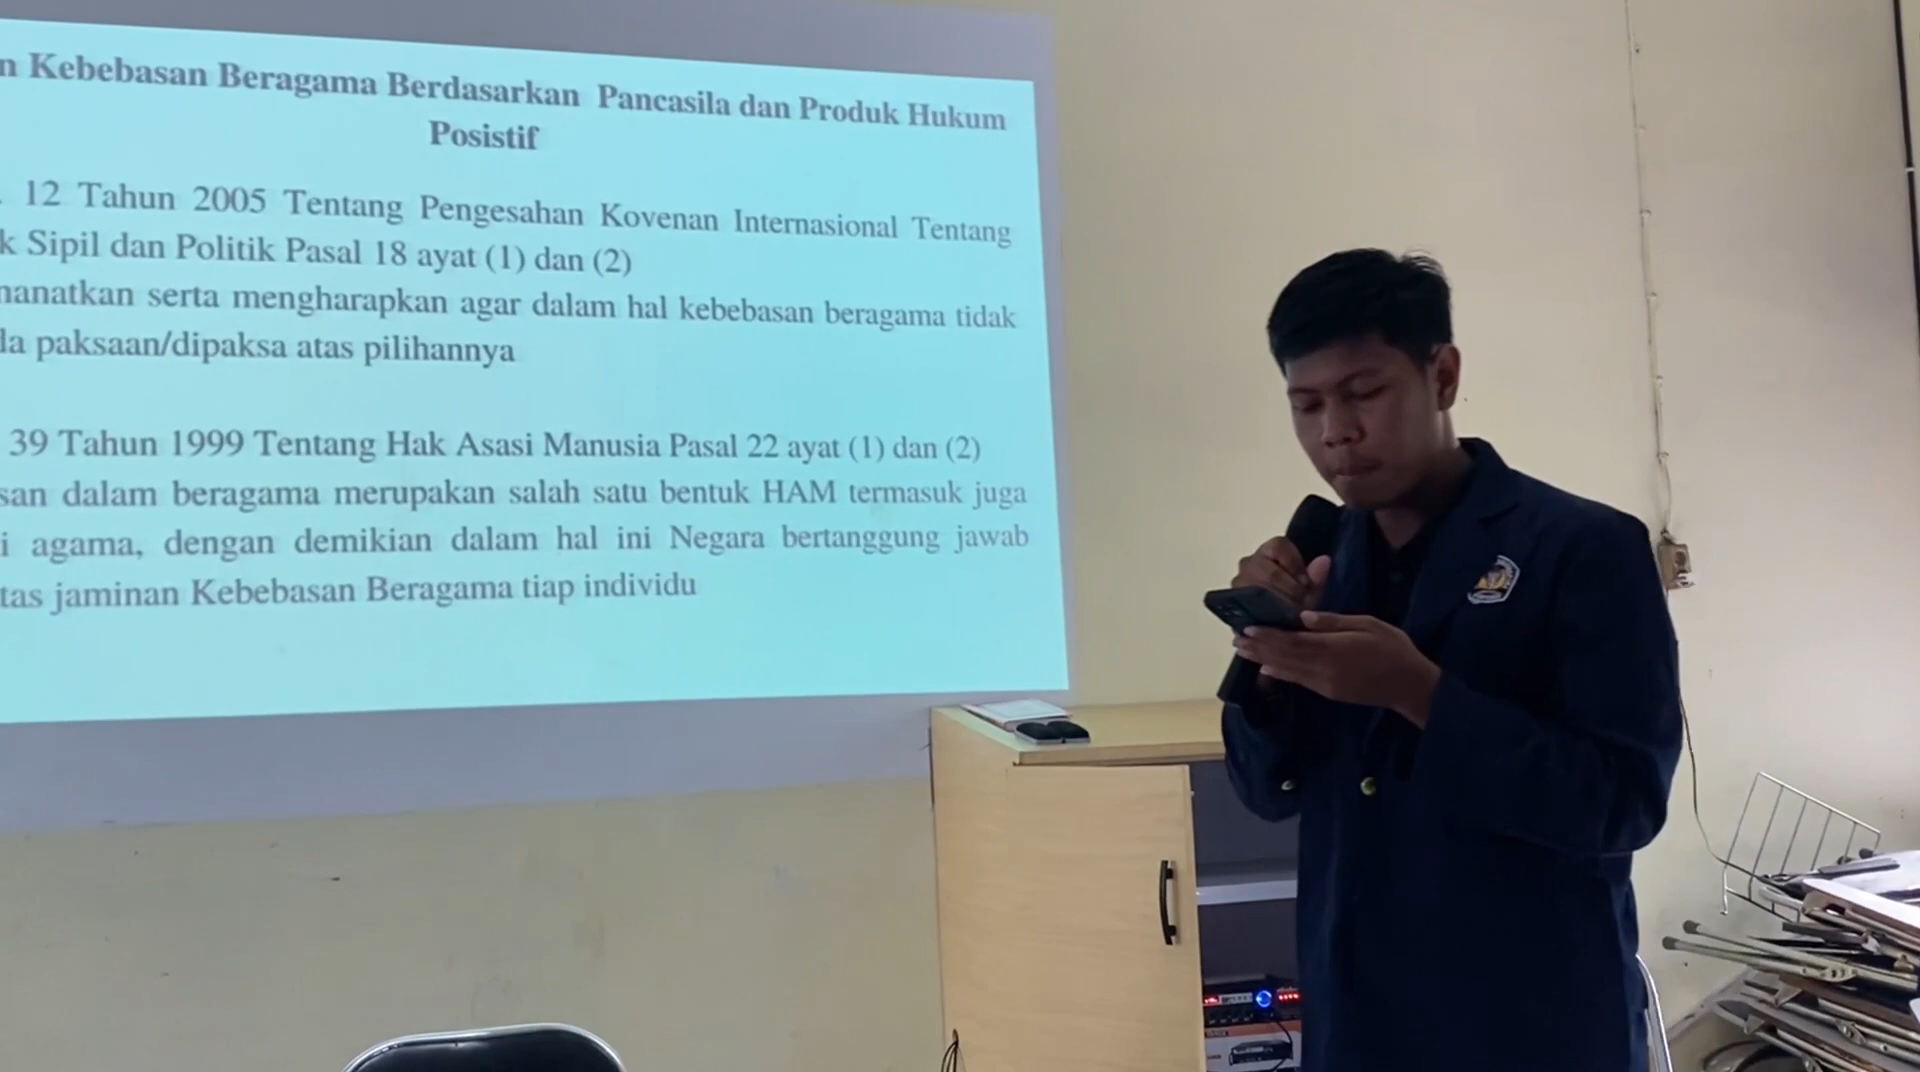 n Kebebasan Beragama Berdasarkan Pancasila dan Produk Hukum
Posistif
. 12 Tahun 2005 Tentang Pengesahan Kovenan Internasional Tentang
k Sipil dan Politik Pasal 18 ayat (1) dan (2)
nanatkan serta mengharapkan agar dalam hal kebebasan beragama tidak
da paksaan/dipaksa atas pilihannya
39 Tahun 1999 Tentang Hak Asasi Manusia Pasal 22 ayat (1) dan (2)
san dalam beragama merupakan salah satu bentuk HAM termasuk juga
i agama, dengan demikian dalam hal ini Negara bertanggung jawab
tas jaminan Kebebasan Beragama tiap individu